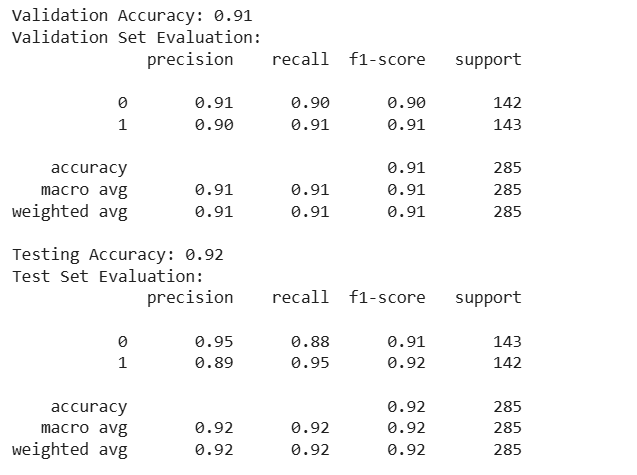 Validation Accuracy: 0.91
Validation Set Evaluation:
              precision    recall  f1-score   support

           0       0.91      0.90      0.90       142
           1       0.90      0.91      0.91       143

    accuracy                           0.91       285
   macro avg       0.91      0.91      0.91       285
weighted avg       0.91      0.91      0.91       285

Testing Accuracy: 0.92
Test Set Evaluation:
              precision    recall  f1-score   support

           0       0.95      0.88      0.91       143
           1       0.89      0.95      0.92       142

    accuracy                           0.92       285
   macro avg       0.92      0.92      0.92       285
weighted avg       0.92      0.92      0.92       285